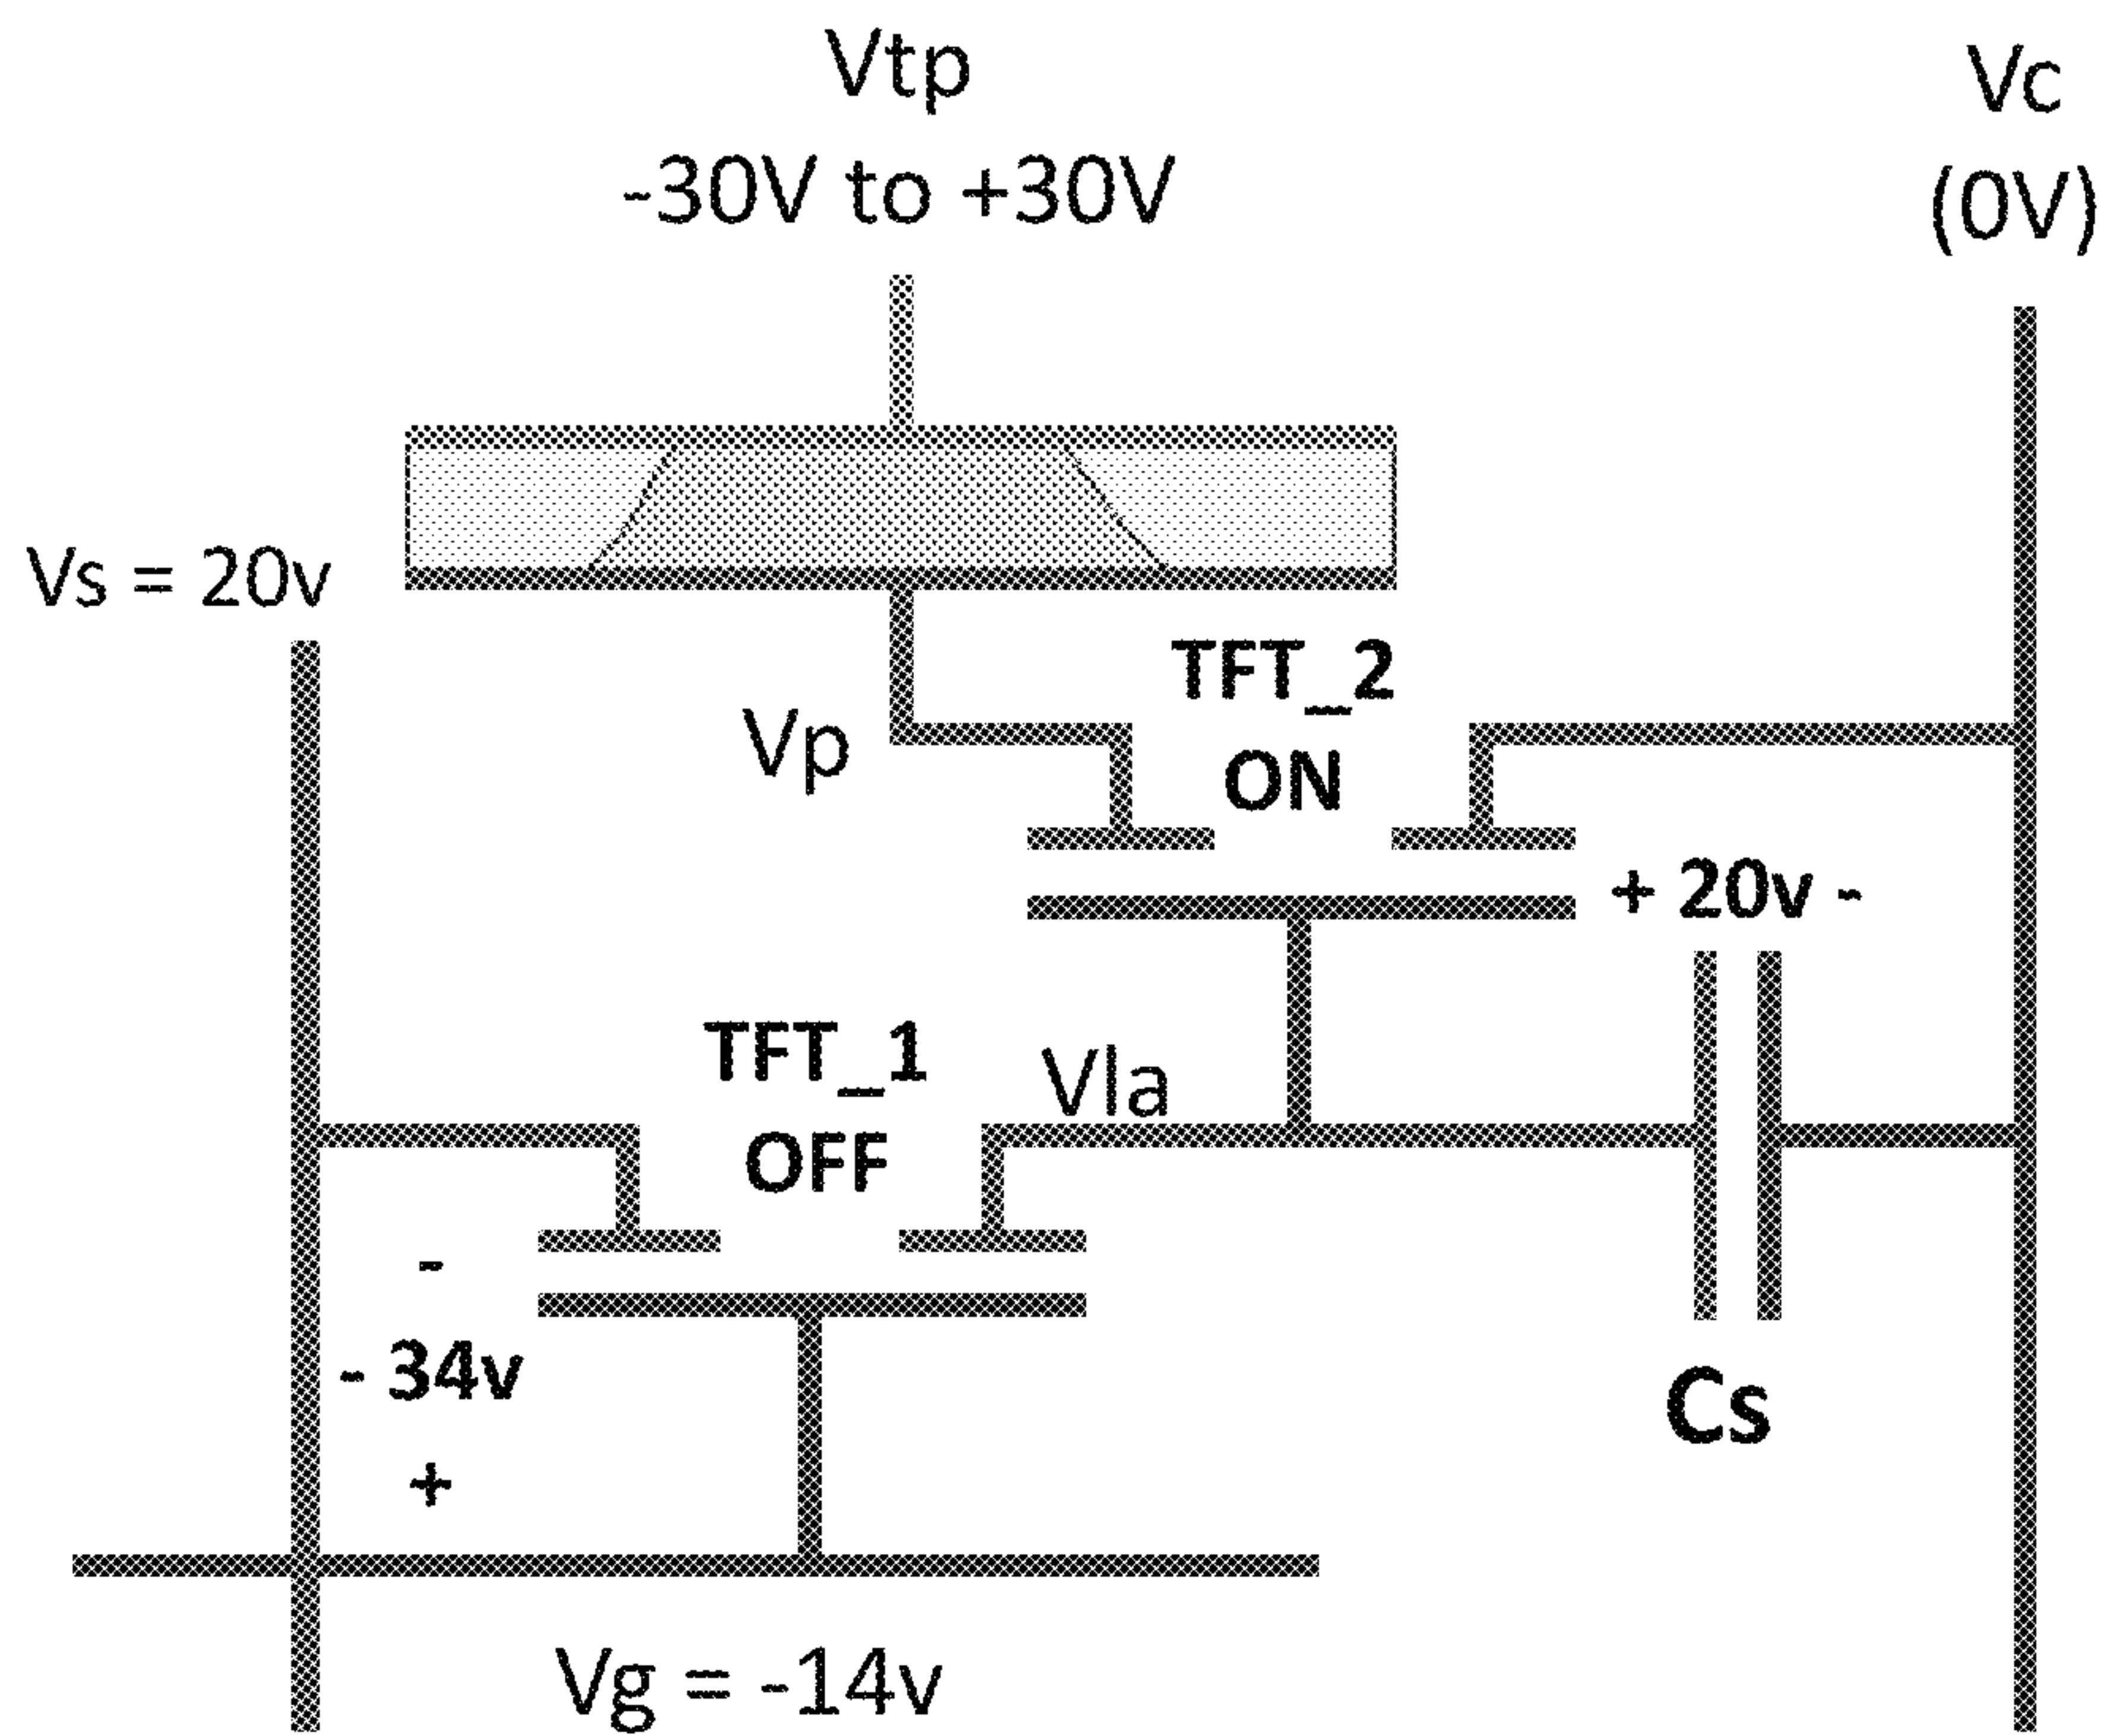 Vtp
-30V to +30V
Vc
(0V)
Vs = 20v
TFT_2
ON
Vp
+ 20v -
TFT_1
OFF
Vla
-
- 34v
+
Cs
Vg = -14v